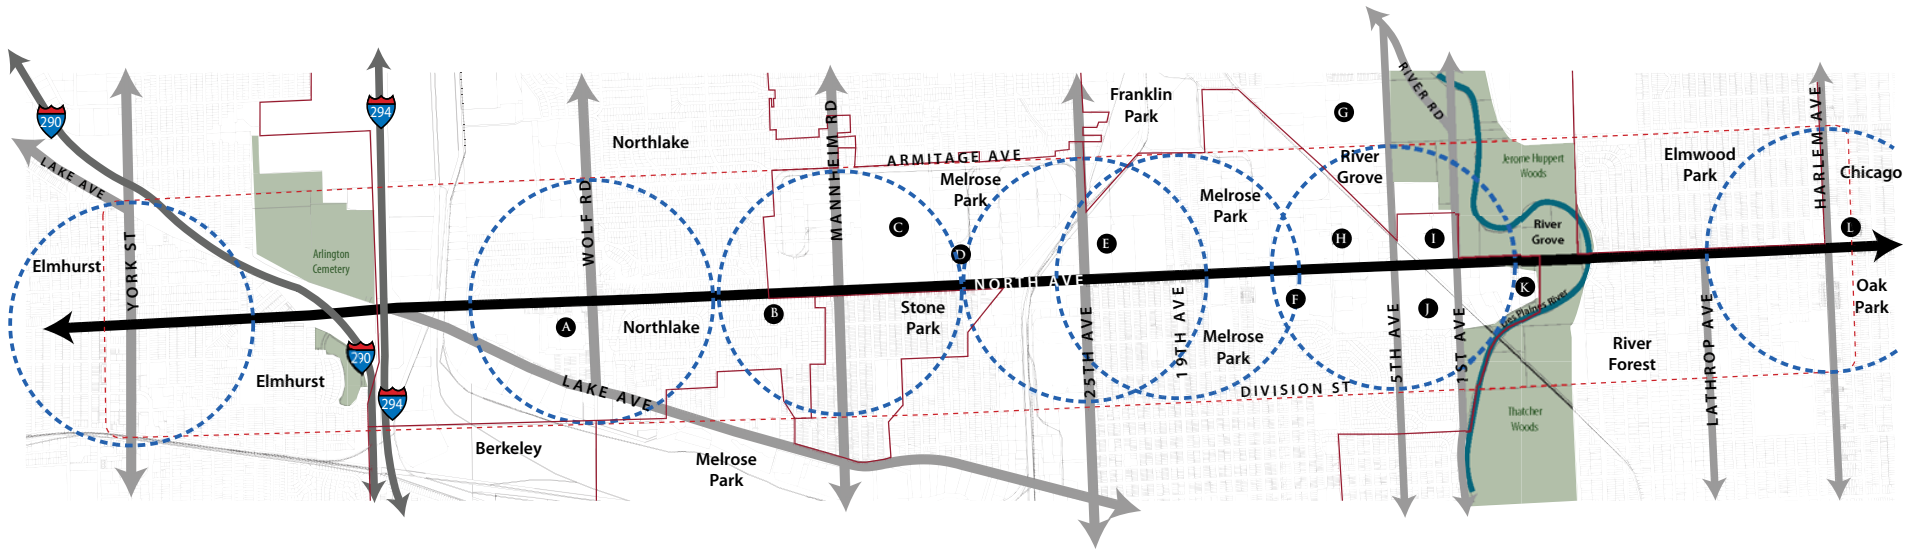 290
LAKE AVE
YORK ST
Elmhurst
Arlington
Cemetery
Elmhurst
294
290
294
WOLF RD
Northlake
A
Northlake
LAKE AVE
Berkeley
Melrose
Park
B
MANNHEIM RD
ARMITAGE AVE
C
Melrose
Park
D
Stone
Park
NORTH AVE
Franklin
Park
E
25TH AVE
19TH AVE
Melrose
Park
F
Melrose
Park
DIVISION ST
G
River
Grove
H
I
J
5TH AVE
1ST AVE
RIVER RD
Jerome Huppert
Woods
River
Grove
K
Des Plaines River
Thatcher
Woods
Elmwood
Park
River
Forest
LATHROP AVE
HARLEM AVE
Chicago
L
Oak
Park